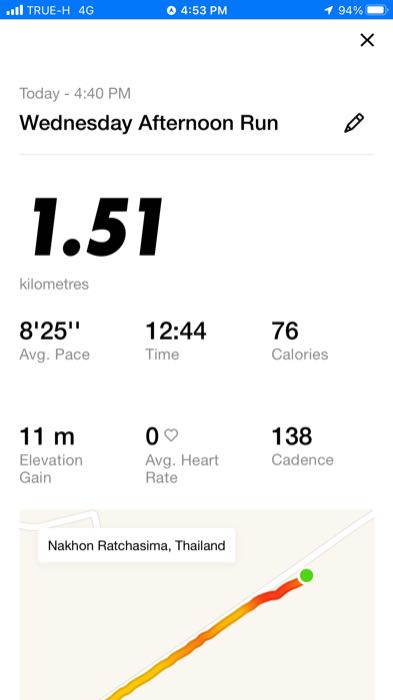 TRUE-H 4G 4:53 PM 94%
Today - 4:40 PM
Wednesday Afternoon Run
1.51
kilometres
8'25'' 12:44 76
Avg. Pace Time Calories
11 m 0 138
Elevation Gain Avg. Heart Rate Cadence
Nakhon Ratchasima, Thailand